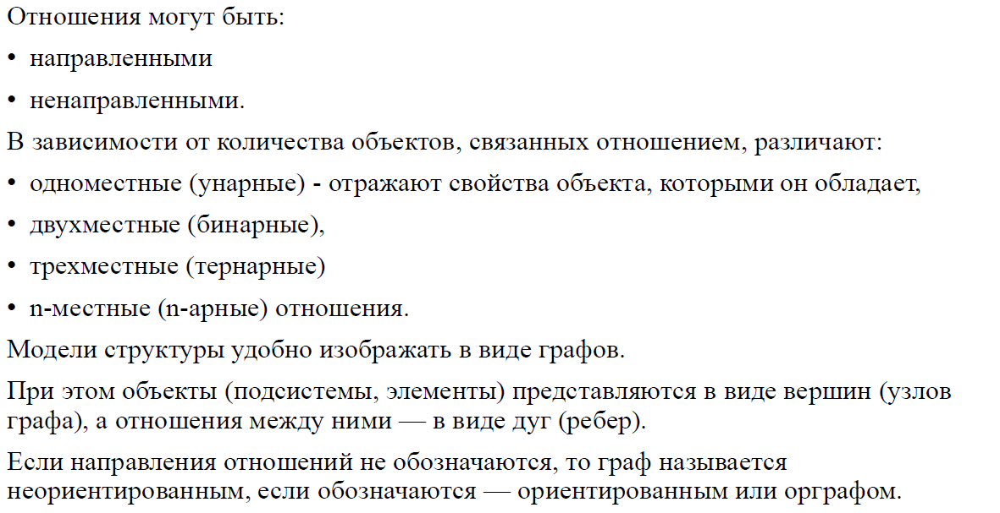 Отношения могут быть:
• направленными
• ненаправленными.
В зависимости от количества объектов, связанных отношением, различают:
• одноместные (унарные) - отражают свойства объекта, которыми он обладает,
• двухместные (бинарные),
• трехместные (тернарные)
• n-местные (n-арные) отношения.
Модели структуры удобно изображать в виде графов.
При этом объекты (подсистемы, элементы) представляются в виде вершин (узлов
графа), а отношения между ними — в виде дуг (ребер).
Если направления отношений не обозначаются, то граф называется
неориентированным, если обозначаются — ориентированным или орграфом.